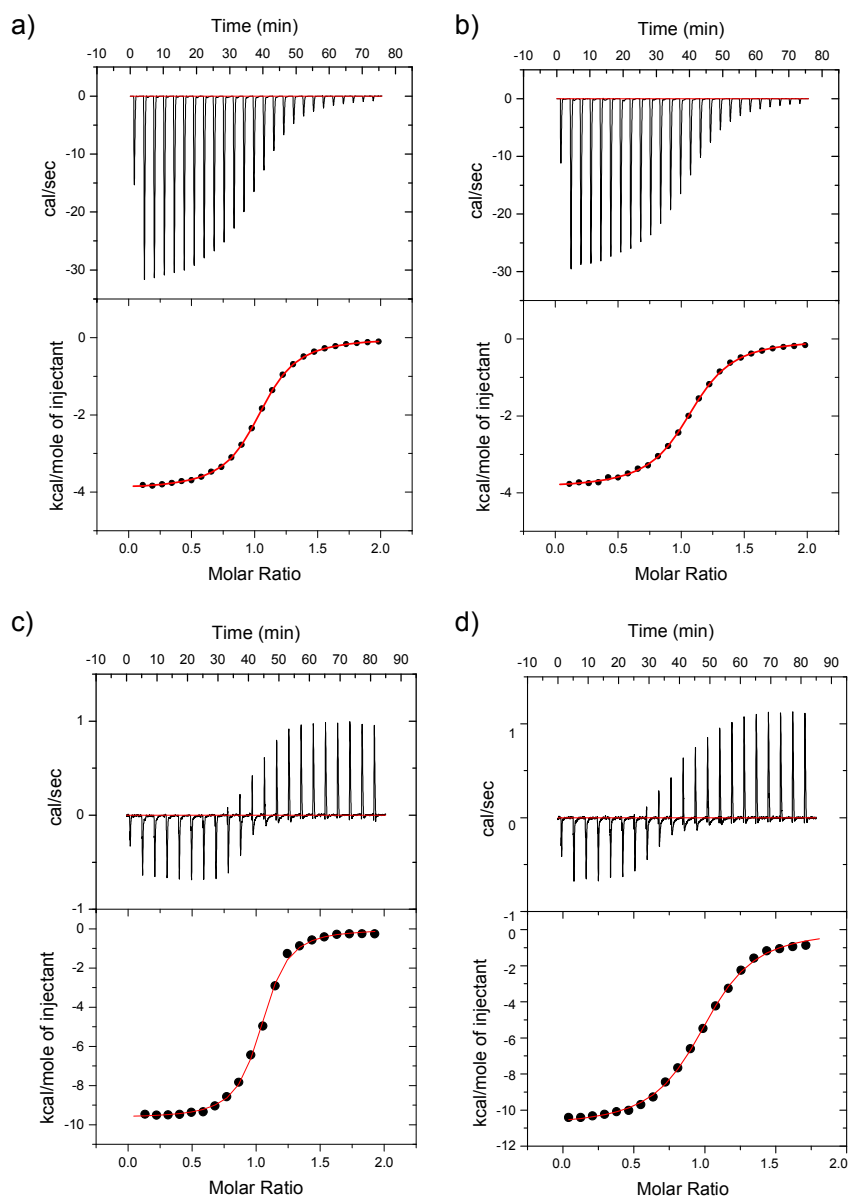 a)
Time (min)
-10 0 10 20 30 40 50 60 70 80
0
-10
-20
-30
cal/sec
0
-2
-4
kcal/mole of injectant
0.0 0.5 1.0 1.5 2.0
Molar Ratio
b)
Time (min)
-10 0 10 20 30 40 50 60 70 80
0
-10
-20
-30
cal/sec
0
-2
-4
kcal/mole of injectant
0.0 0.5 1.0 1.5 2.0
Molar Ratio
c)
Time (min)
-10 0 10 20 30 40 50 60 70 80 90
1
0
-1
cal/sec
0
-2
-4
-6
-8
-10
kcal/mole of injectant
0.0 0.5 1.0 1.5 2.0
Molar Ratio
d)
Time (min)
-10 0 10 20 30 40 50 60 70 80 90
1
0
-1
cal/sec
0
-2
-4
-6
-8
-10
-12
kcal/mole of injectant
0.0 0.5 1.0 1.5 2.0
Molar Ratio